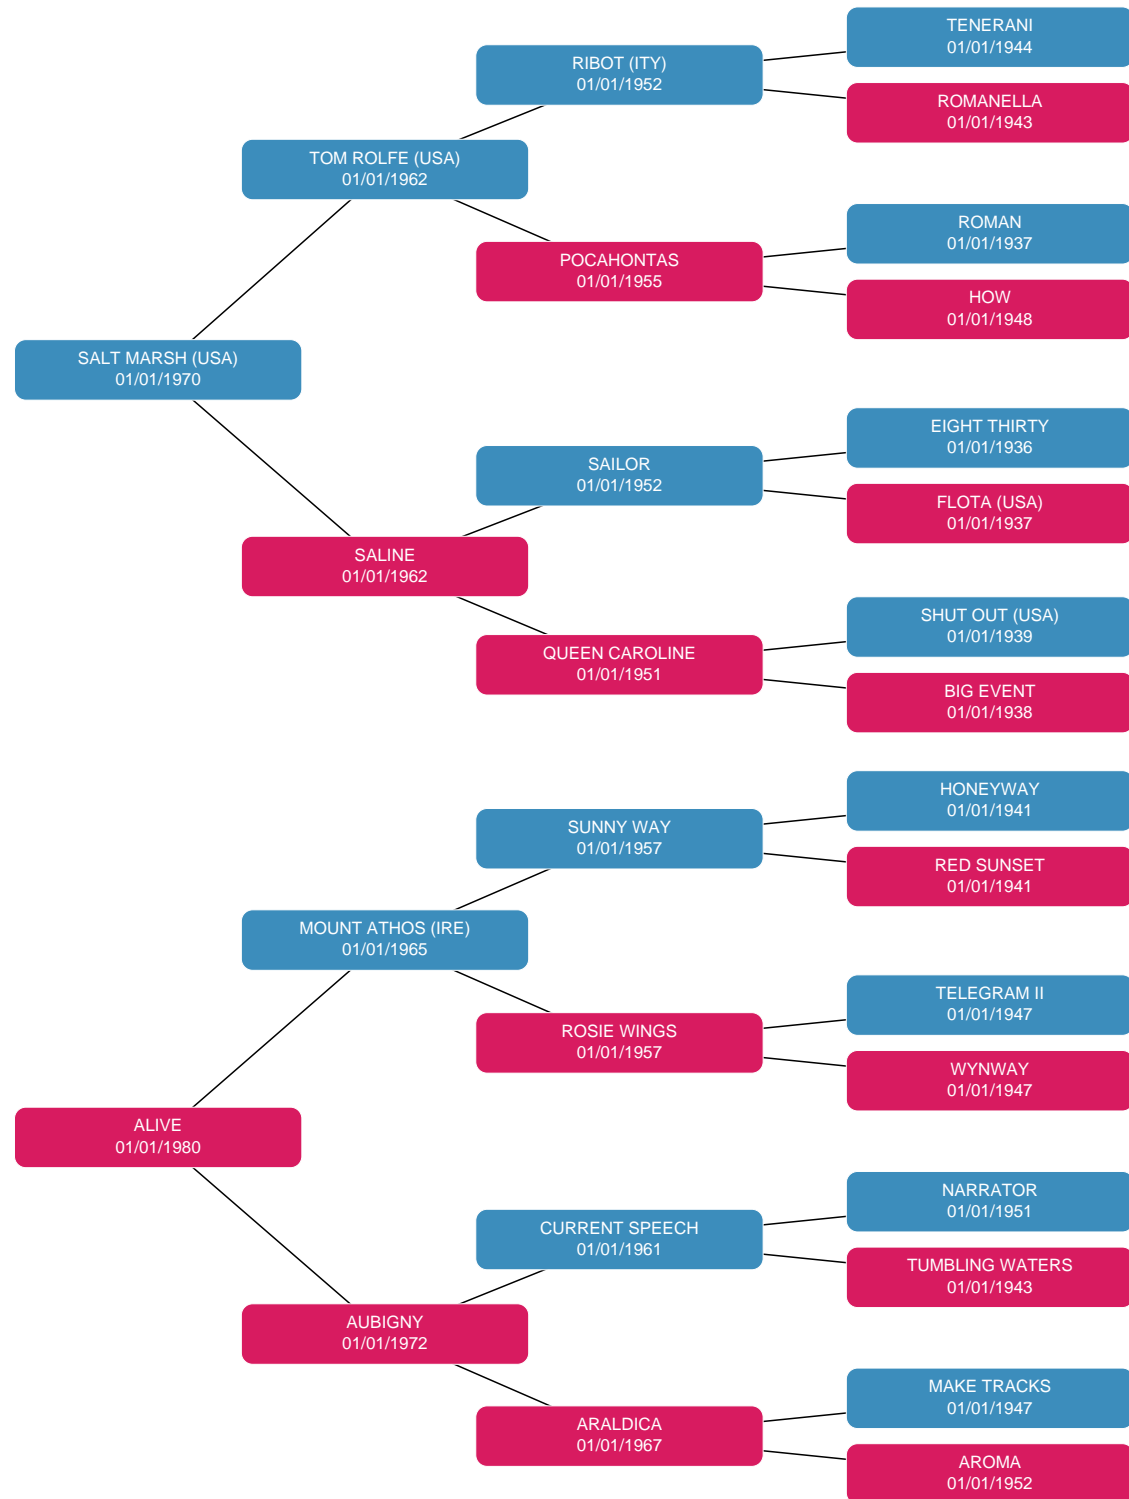 TENERANI
01/01/1944
RIBOT (ITY)
01/01/1952
ROMANELLA
01/01/1943
TOM ROLFE (USA)
01/01/1962
ROMAN
01/01/1937
POCAHONTAS
01/01/1955
HOW
01/01/1948
SALT MARSH (USA)
01/01/1970
EIGHT THIRTY
01/01/1936
SAILOR
01/01/1952
FLOTA (USA)
01/01/1937
SALINE
01/01/1962
SHUT OUT (USA)
01/01/1939
QUEEN CAROLINE
01/01/1951
BIG EVENT
01/01/1938
HONEYWAY
01/01/1941
SUNNY WAY
01/01/1957
RED SUNSET
01/01/1941
MOUNT ATHOS (IRE)
01/01/1965
TELEGRAM II
01/01/1947
ROSIE WINGS
01/01/1957
WYNWAY
01/01/1947
ALIVE
01/01/1980
NARRATOR
01/01/1951
CURRENT SPEECH
01/01/1961
TUMBLING WATERS
01/01/1943
AUBIGNY
01/01/1972
MAKE TRACKS
01/01/1947
ARALDICA
01/01/1967
AROMA
01/01/1952